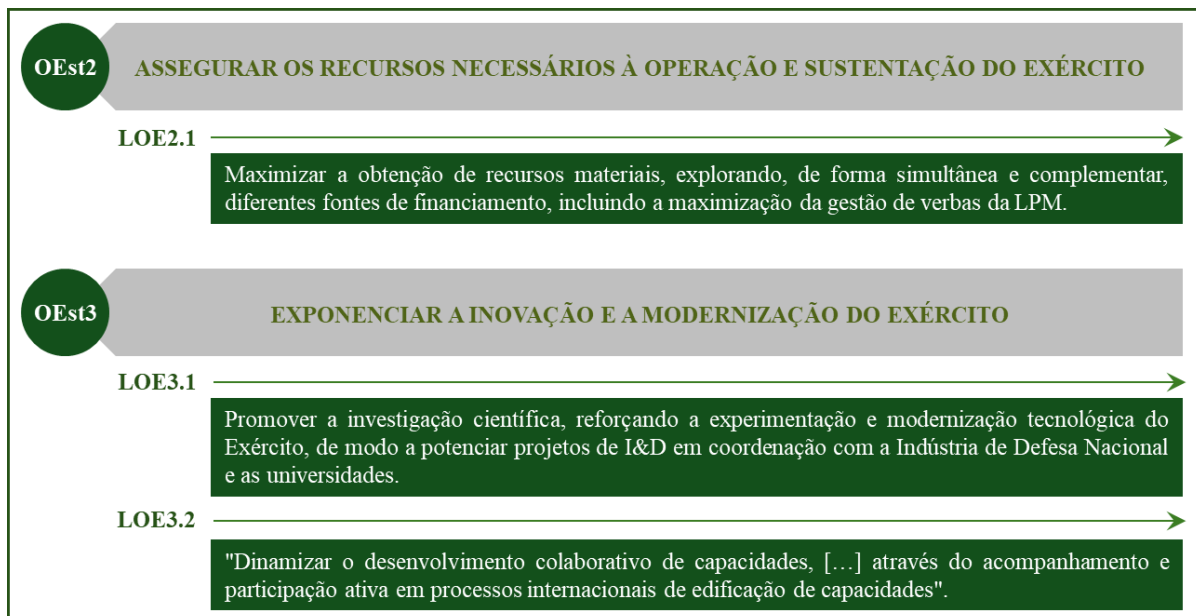 OEst2
ASSEGURAR OS RECURSOS NECESSÁRIOS À OPERAÇÃO E SUSTENTAÇÃO DO EXÉRCITO
LOE2.1
Maximizar a obtenção de recursos materiais, explorando, de forma simultânea e complementar,
diferentes fontes de financiamento, incluindo a maximização da gestão de verbas da LPM.
OEst3
EXPONENCIAR A INOVAÇÃO E A MODERNIZAÇÃO DO EXÉRCITO
LOE3.1
Promover a investigação científica, reforçando a experimentação e modernização tecnológica do
Exército, de modo a potenciar projetos de I&D em coordenação com a Indústria de Defesa Nacional
e as universidades.
LOE3.2
"Dinamizar o desenvolvimento colaborativo de capacidades, […] através do acompanhamento e
participação ativa em processos internacionais de edificação de capacidades".